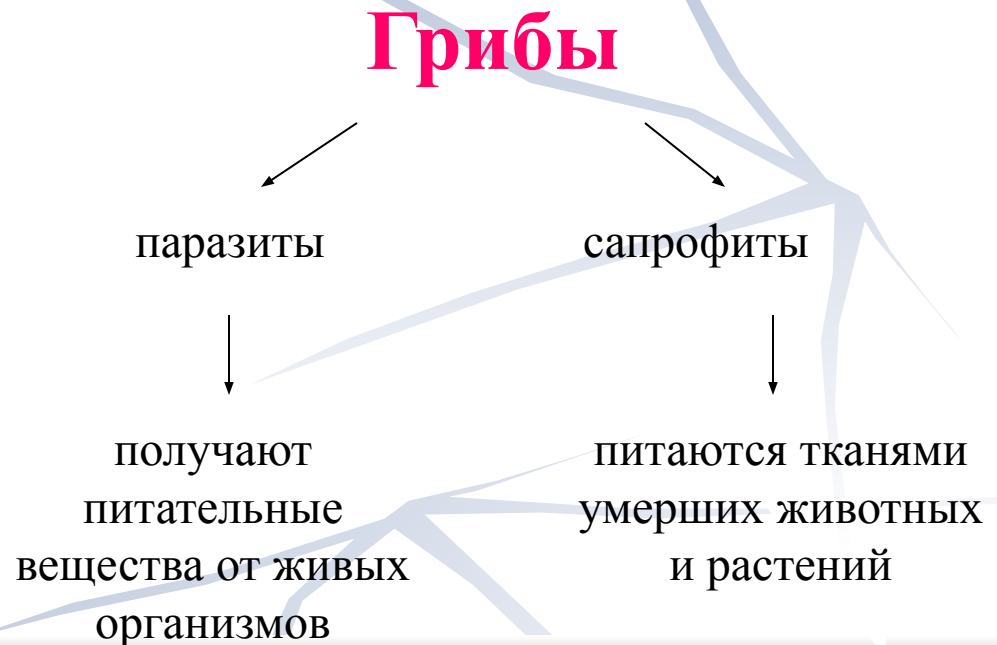 Грибы
паразиты
сапрофиты
получают
питательные
вещества от живых
организмов
питаются тканями
умерших животных
и растений